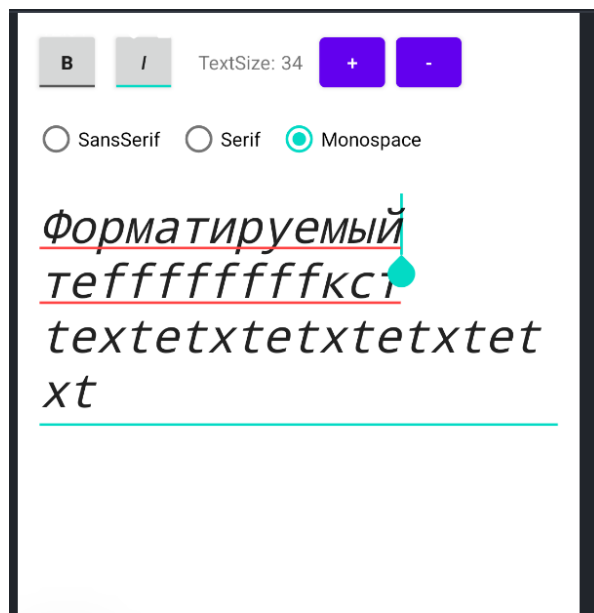 B I TextSize: 34 + -
SansSerif Serif Monospace
Форматируемый
теffffffffкст
textetxtetxtetxtet
xt